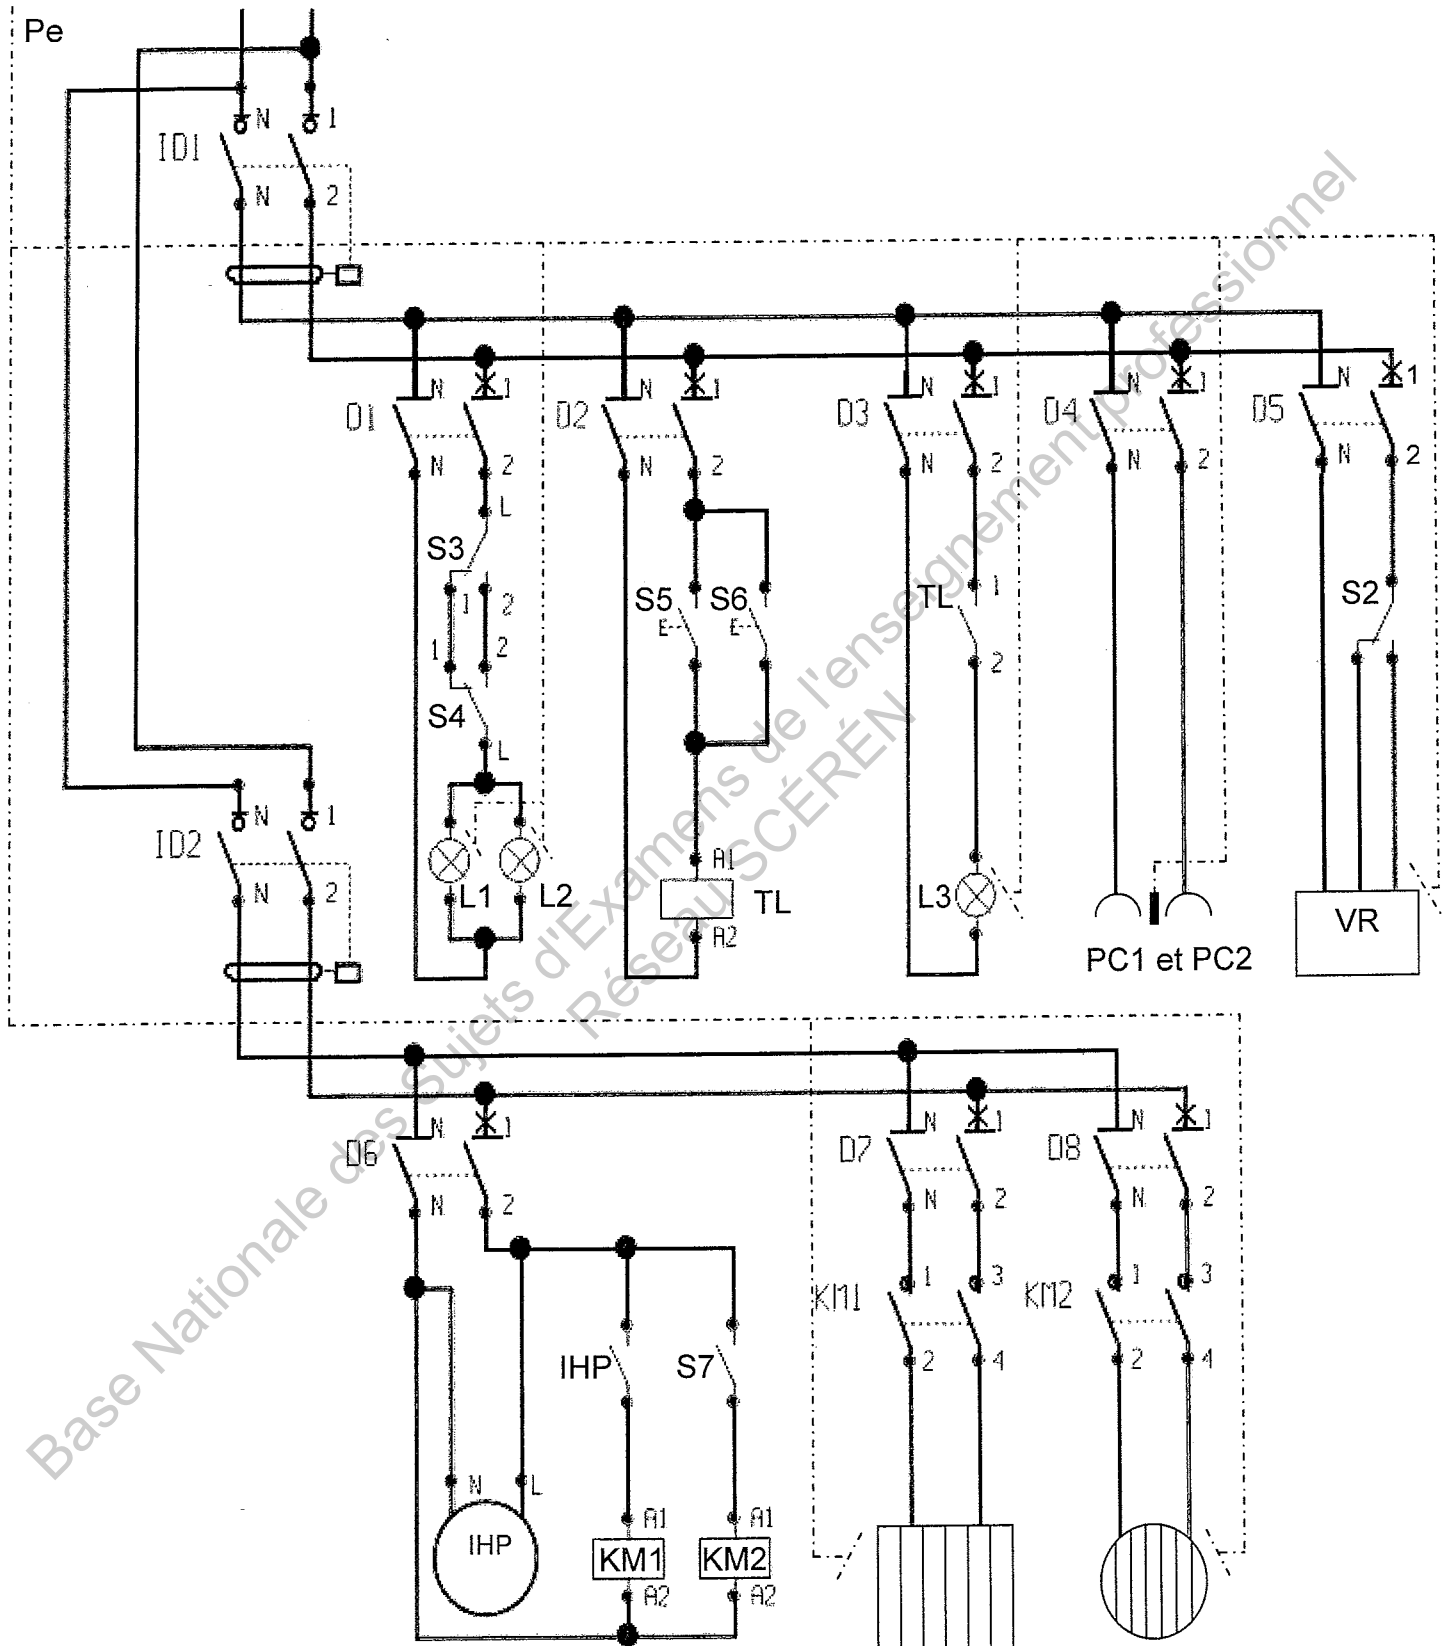 Pe
N 1
ID1
N 2
N 1 N 1 N 1 N 1 N 1
D1 D2 D3 D4 D5
N 2 N 2 N 2 N 2 N 2
L
S3
1 2
1 2
S4
L
S5 S6
TL 1
2
S2
L1 L2
A1
TL
A2
L3
PC1 et PC2
VR
N 1
ID2
N 2
N 1 N 1 N 1
D6 D7 D8
N 2 N 2 N 2
KM1 1 3
2 4
KM2 1 3
2 4
IHP S7
N L
IHP
A1 A1
KM1 KM2
A2 A2
Base Nationale des Sujets d'Examens de l'enseignement professionnel
Réseau SCÉRÉN